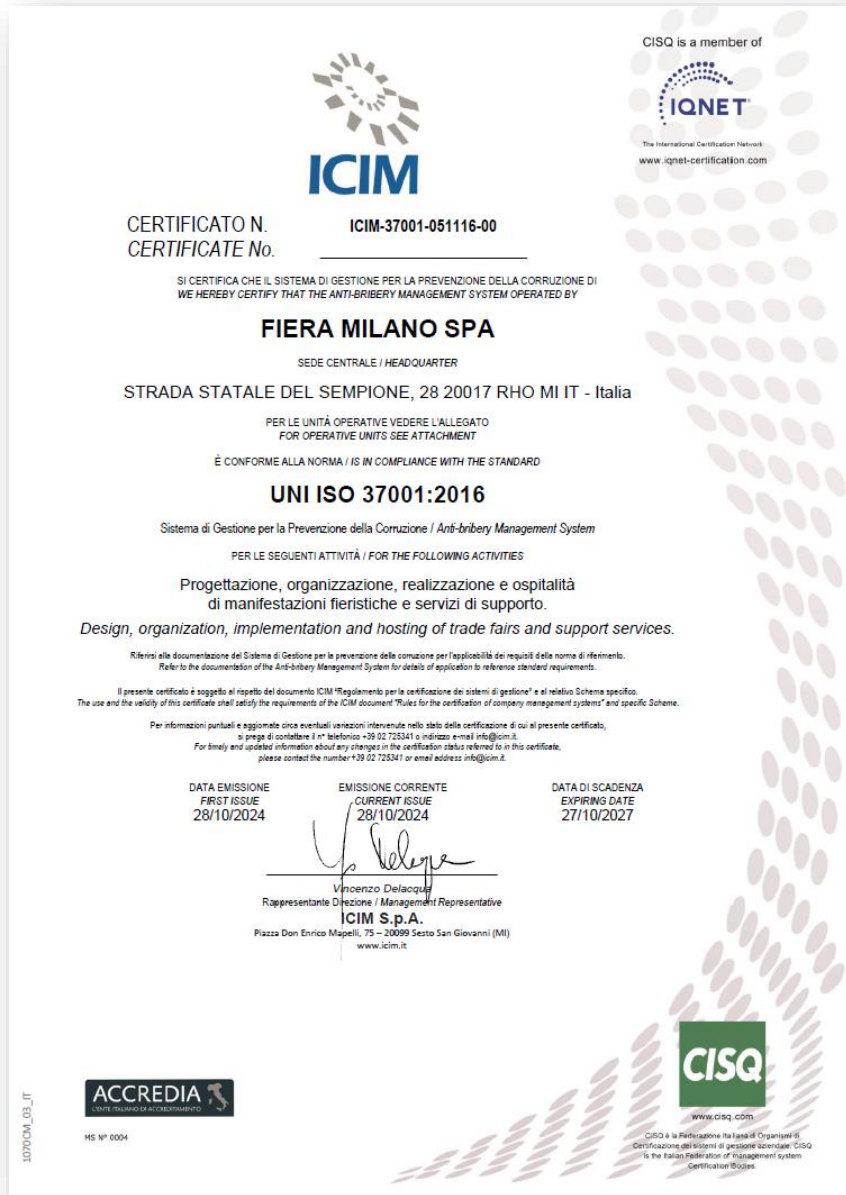 CISQ is a member of
IQNET
The International Certification Network
www.iqnet-certification.com
ICIM
CERTIFICATO N.
ICIM-37001-051116-00
CERTIFICATE No.
SI CERTIFICA CHE IL SISTEMA DI GESTIONE PER LA PREVENZIONE DELLA CORRUZIONE DI
WE HEREBY CERTIFY THAT THE ANTI-BRIBERY MANAGEMENT SYSTEM OPERATED BY
FIERA MILANO SPA
SEDE CENTRALE / HEADQUARTER
STRADA STATALE DEL SEMPIONE, 28 20017 RHO MI IT - Italia
PER LE UNITÀ OPERATIVE VEDERE L'ALLEGATO
FOR OPERATIVE UNITS SEE ATTACHMENT
È CONFORME ALLA NORMA / IS IN COMPLIANCE WITH THE STANDARD
UNI ISO 37001:2016
Sistema di Gestione per la Prevenzione della Corruzione / Anti-bribery Management System
PER LE SEGUENTI ATTIVITÀ / FOR THE FOLLOWING ACTIVITIES
Progettazione, organizzazione, realizzazione e ospitalità
di manifestazioni fieristiche e servizi di supporto.
Design, organization, implementation and hosting of trade fairs and support services.
Riferirsi alla documentazione del Sistema di Gestione per la prevenzione della corruzione per l'applicabilità dei requisiti della norma di riferimento.
Refer to the documentation of the Anti-bribery Management System for details of application to reference standard requirements.
Il presente certificato è soggetto al rispetto del documento ICIM "Regolamento per la certificazione dei sistemi di gestione" e al relativo Schema specifico.
The use and the validity of this certificate shall satisfy the requirements of the ICIM document "Rules for the certification of company management systems" and specific Scheme.
Per informazioni puntuali e aggiornate circa eventuali variazioni intervenute nello stato della certificazione di cui al presente certificato,
si prega di contattare il n° telefonico +39 02 725341 o indirizzo e-mail info@icim.it.
For timely and updated information about any changes in the certification status referred to in this certificate,
please contact the number +39 02 725341 or email address info@icim.it.
DATA EMISSIONE
FIRST ISSUE
28/10/2024
EMISSIONE CORRENTE
CURRENT ISSUE
28/10/2024
DATA DI SCADENZA
EXPIRING DATE
27/10/2027
Vincenzo Delacqua
Rappresentante Direzione / Management Representative
ICIM S.p.A.
Piazza Don Enrico Mapelli, 75 – 20099 Sesto San Giovanni (MI)
www.icim.it
1070CM_03_IT
ACCREDIA
L'ENTE ITALIANO DI ACCREDITAMENTO
MS N° 0004
CISQ
www.cisq.com
CISQ è la Federazione Italiana di Organismi di
Certificazione dei sistemi di gestione aziendale. CISQ
is the Italian Federation of management system
Certification Bodies.